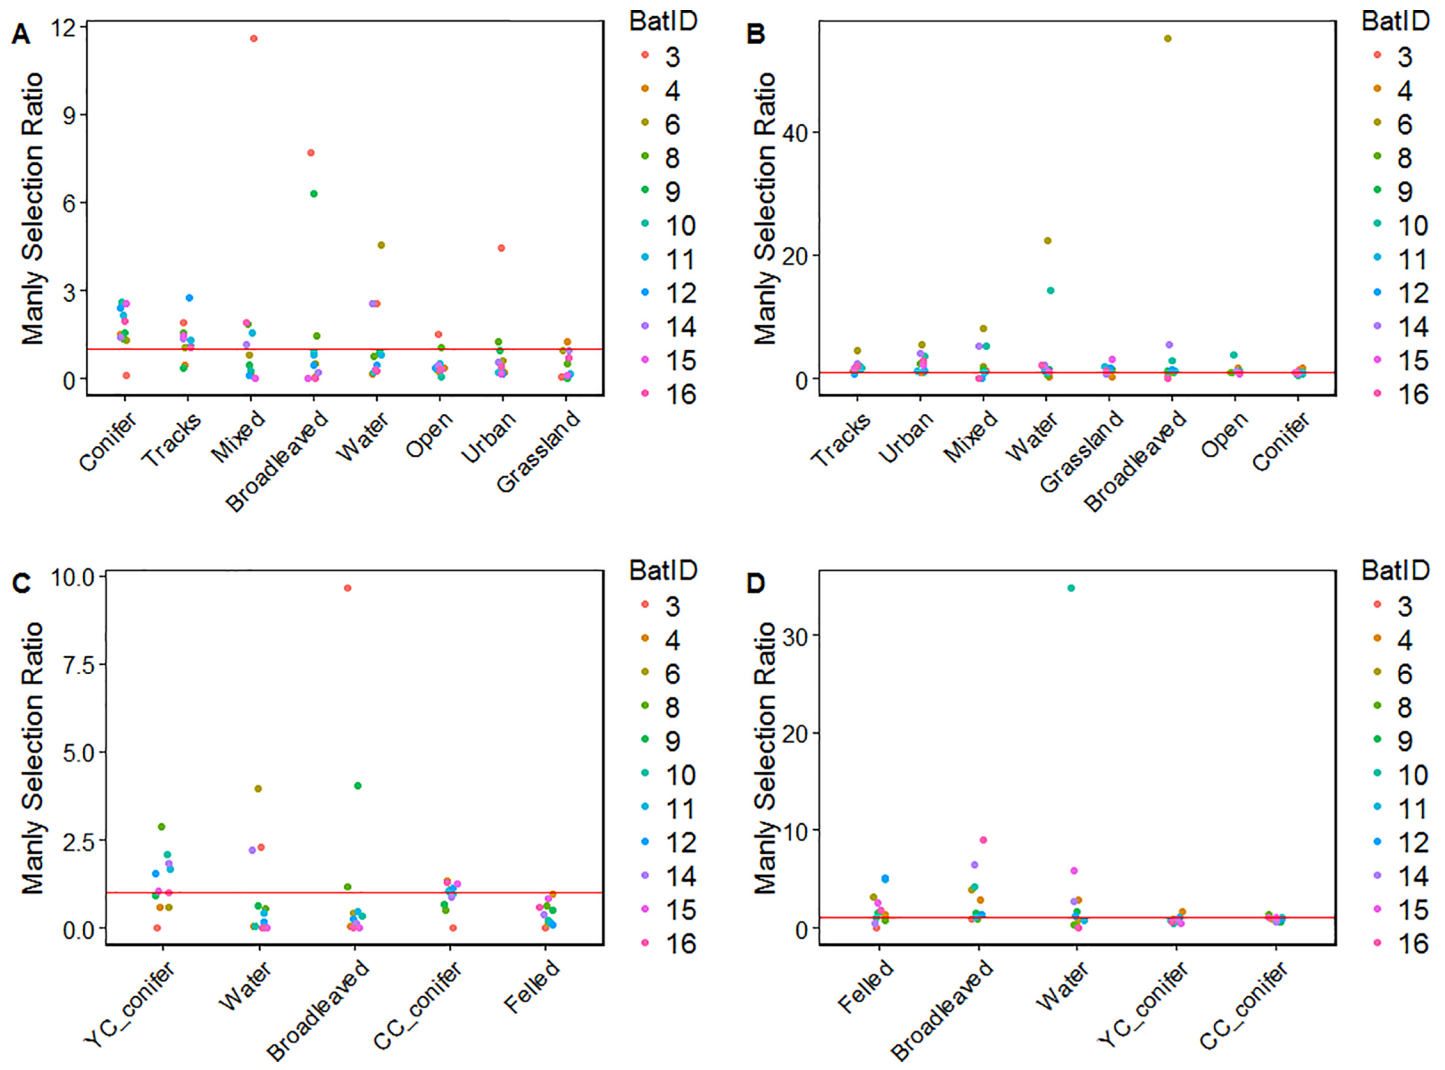 A
Manly Selection Ratio
12
9
6
3
0
Conifer
Tracks
Mixed
Broadleaved
Water
Open
Urban
Grassland
BatID
3
4
6
8
9
10
11
12
14
15
16
B
Manly Selection Ratio
40
20
0
Tracks
Urban
Mixed
Water
Grassland
Broadleaved
Open
Conifer
BatID
3
4
6
8
9
10
11
12
14
15
16
C
Manly Selection Ratio
10.0
7.5
5.0
2.5
0.0
YC_conifer
Water
Broadleaved
CC_conifer
Felled
BatID
3
4
6
8
9
10
11
12
14
15
16
D
Manly Selection Ratio
30
20
10
0
Felled
Broadleaved
Water
YC_conifer
CC_conifer
BatID
3
4
6
8
9
10
11
12
14
15
16